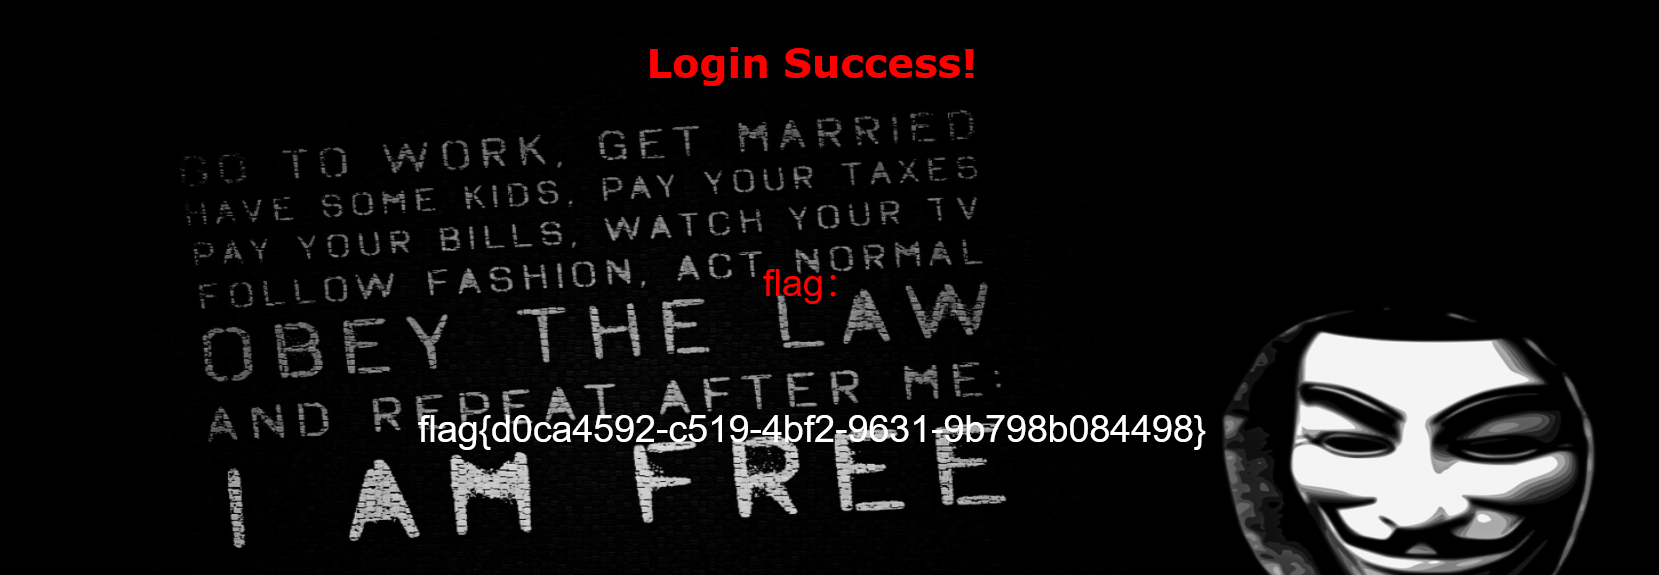 Login Success!
GO TO WORK, GET MARRIED
HAVE SOME KIDS, PAY YOUR TAXES
PAY YOUR BILLS, WATCH YOUR TV
FOLLOW FASHION, ACT NORMAL
flag:
OBEY THE LAW
AND REPEAT AFTER ME:
flag{d0ca4592-c519-4bf2-9631-9b798b084498}
I AM FREE